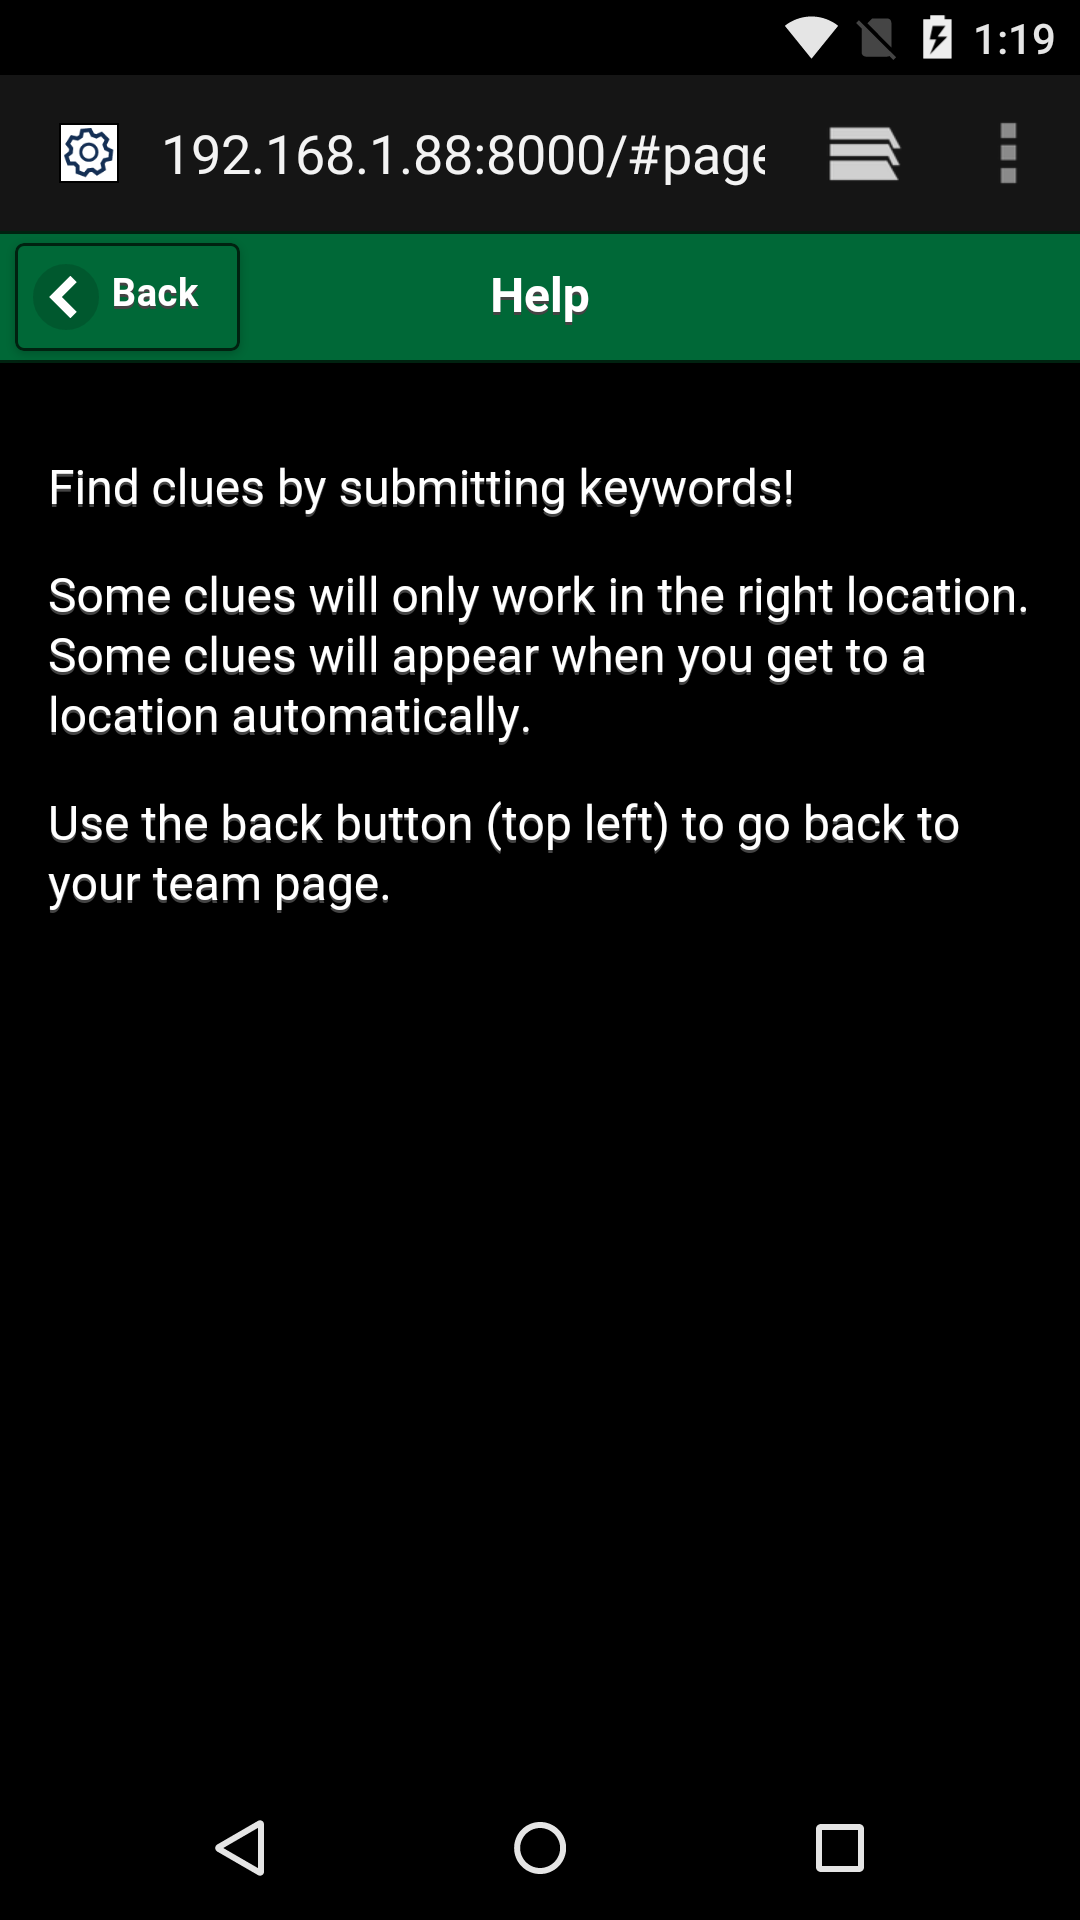 1:19
192.168.1.88:8000/#page
Back
Help
Find clues by submitting keywords!
Some clues will only work in the right location.
Some clues will appear when you get to a
location automatically.
Use the back button (top left) to go back to
your team page.